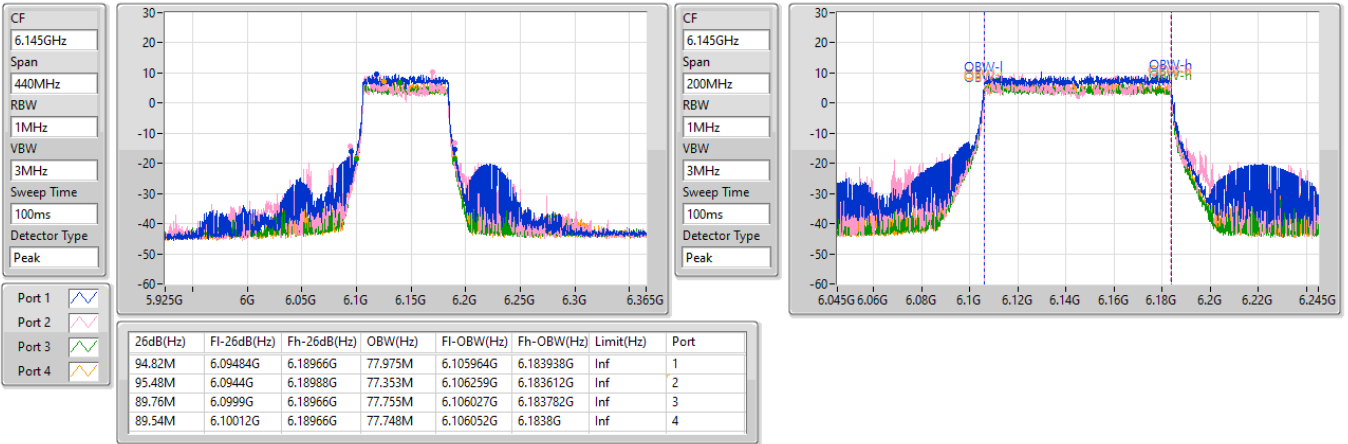 CF
6.145GHz
Span
440MHz
RBW
1MHz
VBW
3MHz
Sweep Time
100ms
Detector Type
Peak
30
20
10
0
-10
-20
-30
-40
-50
-60
5.925G 6G 6.05G 6.1G 6.15G 6.2G 6.25G 6.3G 6.365G
CF
6.145GHz
Span
200MHz
RBW
1MHz
VBW
3MHz
Sweep Time
100ms
Detector Type
Peak
30
20
10
0
-10
-20
-30
-40
-50
-60
OBW-l OBW-h
6.045G 6.06G 6.08G 6.1G 6.12G 6.14G 6.16G 6.18G 6.2G 6.22G 6.245G
Port 1
Port 2
Port 3
Port 4
26dB(Hz) Fl-26dB(Hz) Fh-26dB(Hz) OBW(Hz) Fl-OBW(Hz) Fh-OBW(Hz) Limit(Hz) Port
94.82M 6.09484G 6.18966G 77.975M 6.105964G 6.183938G Inf 1
95.48M 6.0944G 6.18988G 77.353M 6.106259G 6.183612G Inf 2
89.76M 6.0999G 6.18966G 77.755M 6.106027G 6.183782G Inf 3
89.54M 6.10012G 6.18966G 77.748M 6.106052G 6.1838G Inf 4